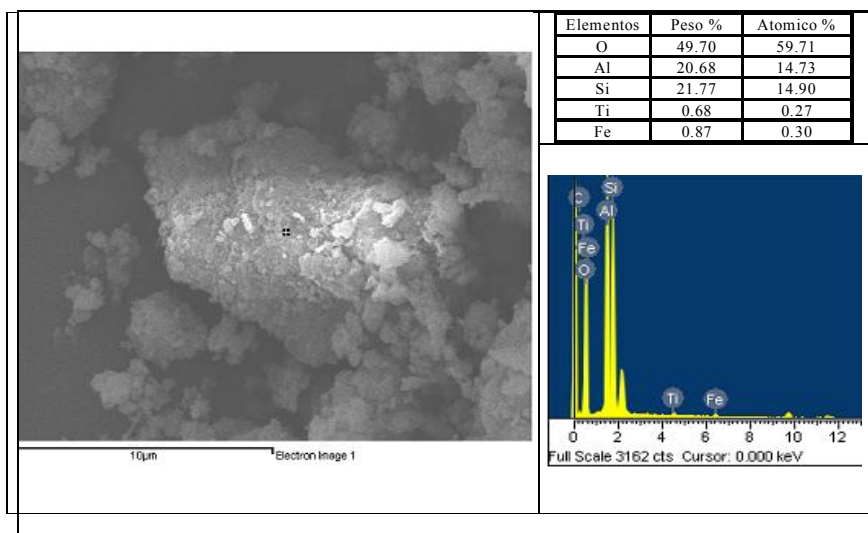 Elementos Peso % Atomico %
O 49.70 59.71
Al 20.68 14.73
Si 21.77 14.90
Ti 0.68 0.27
Fe 0.87 0.30
10µm Electron Image 1
Si
C
Al
Ti
Fe
O
Ti Fe
0 2 4 6 8 10 12
Full Scale 3162 cts Cursor: 0.000 keV